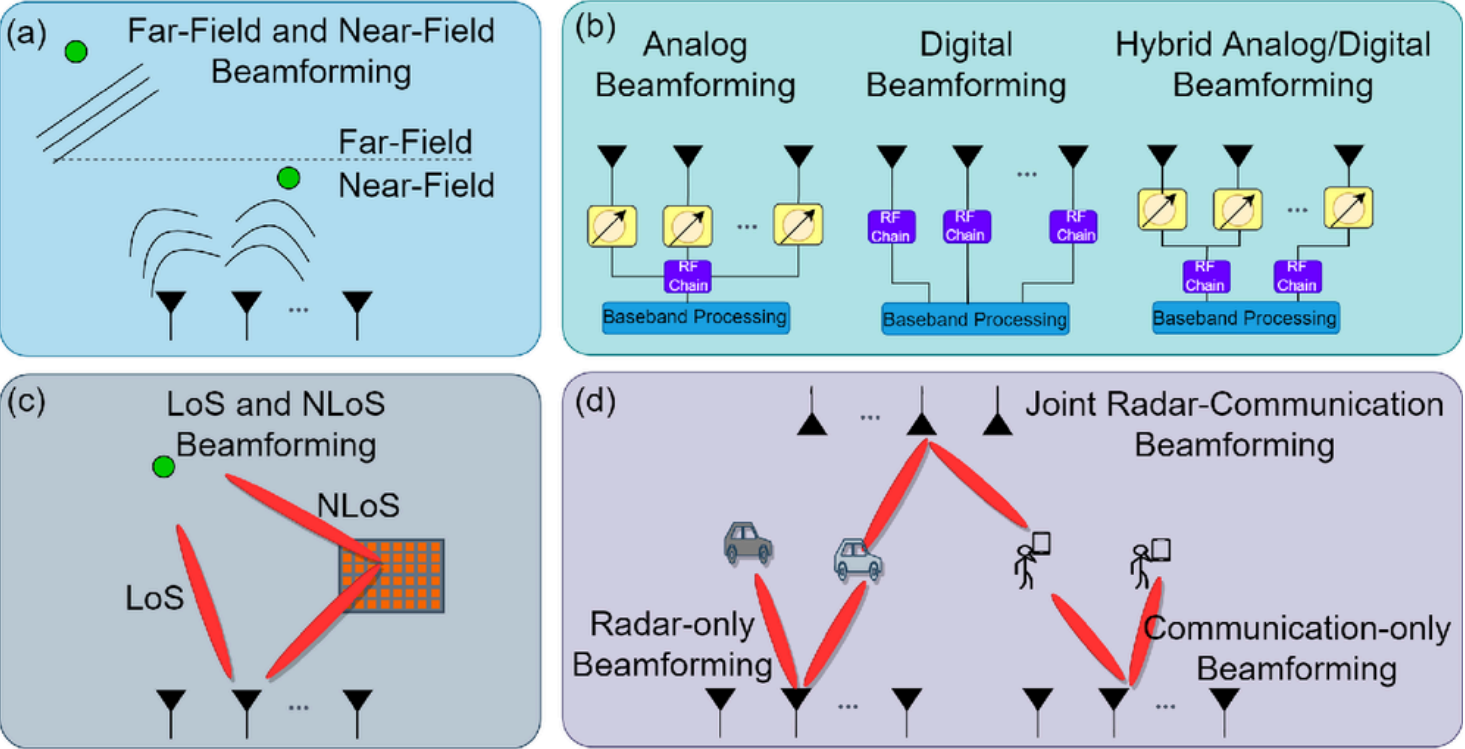 (a)
Far-Field and Near-Field
Beamforming
Far-Field
Near-Field
...
(b)
Analog
Beamforming
...
RF
Chain
Baseband Processing
Digital
Beamforming
...
RF
Chain
RF
Chain
RF
Chain
Baseband Processing
Hybrid Analog/Digital
Beamforming
...
RF
Chain
RF
Chain
Baseband Processing
(c)
LoS and NLoS
Beamforming
NLoS
LoS
...
(d)
...
Joint Radar-Communication
Beamforming
Radar-only
Beamforming
...
Communication-only
Beamforming
...